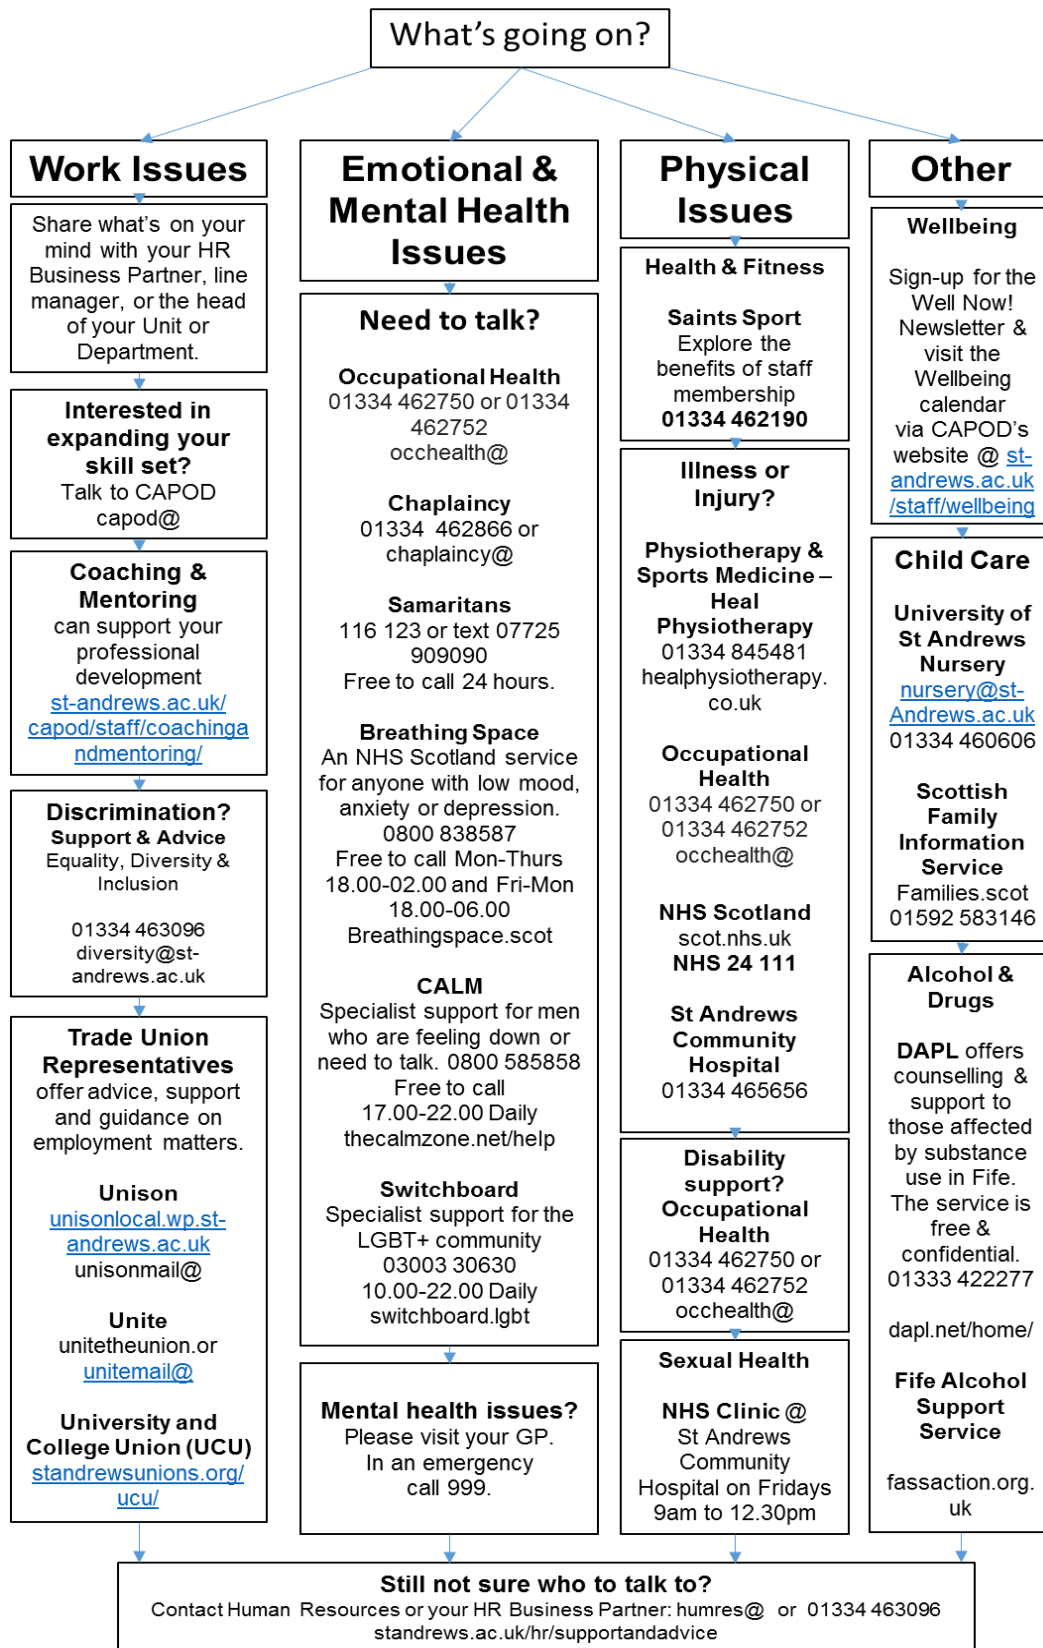 What's going on?
Work Issues
Share what's on your
mind with your HR
Business Partner, line
manager, or the head
of your Unit or
Department.
Interested in
expanding your
skill set?
Talk to CAPOD
capod@
Coaching &
Mentoring
can support your
professional
development
st-andrews.ac.uk/
capod/staff/coachinga
ndmentoring/
Discrimination?
Support & Advice
Equality, Diversity &
Inclusion
01334 463096
diversity@st-
andrews.ac.uk
Trade Union
Representatives
offer advice, support
and guidance on
employment matters.
Unison
unisonlocal.wp.st-
andrews.ac.uk
unisonmail@
Unite
unitetheunion.or
unitemail@
University and
College Union (UCU)
standrewsunions.org/
ucu/
Emotional &
Mental Health
Issues
Need to talk?
Occupational Health
01334 462750 or 01334
462752
occhealth@
Chaplaincy
01334 462866 or
chaplaincy@
Samaritans
116 123 or text 07725
909090
Free to call 24 hours.
Breathing Space
An NHS Scotland service
for anyone with low mood,
anxiety or depression.
0800 838587
Free to call Mon-Thurs
18.00-02.00 and Fri-Mon
18.00-06.00
Breathingspace.scot
CALM
Specialist support for men
who are feeling down or
need to talk. 0800 585858
Free to call
17.00-22.00 Daily
thecalmzone.net/help
Switchboard
Specialist support for the
LGBT+ community
03003 30630
10.00-22.00 Daily
switchboard.lgbt
Mental health issues?
Please visit your GP.
In an emergency
call 999.
Physical
Issues
Health & Fitness
Saints Sport
Explore the
benefits of staff
membership
01334 462190
Illness or
Injury?
Physiotherapy &
Sports Medicine –
Heal
Physiotherapy
01334 845481
healphysiotherapy.
co.uk
Occupational
Health
01334 462750 or
01334 462752
occhealth@
NHS Scotland
scot.nhs.uk
NHS 24 111
St Andrews
Community
Hospital
01334 465656
Disability
support?
Occupational
Health
01334 462750 or
01334 462752
occhealth@
Sexual Health
NHS Clinic @
St Andrews
Community
Hospital on Fridays
9am to 12.30pm
Other
Wellbeing
Sign-up for the
Well Now!
Newsletter &
visit the
Wellbeing
calendar
via CAPOD's
website @ st-
andrews.ac.uk
/staff/wellbeing
Child Care
University of
St Andrews
Nursery
nursery@st-
Andrews.ac.uk
01334 460606
Scottish
Family
Information
Service
Families.scot
01592 583146
Alcohol &
Drugs
DAPL offers
counselling &
support to
those affected
by substance
use in Fife.
The service is
free &
confidential.
01333 422277
dapl.net/home/
Fife Alcohol
Support
Service
fassaction.org.
uk
Still not sure who to talk to?
Contact Human Resources or your HR Business Partner: humres@ or 01334 463096
standrews.ac.uk/hr/supportandadvice